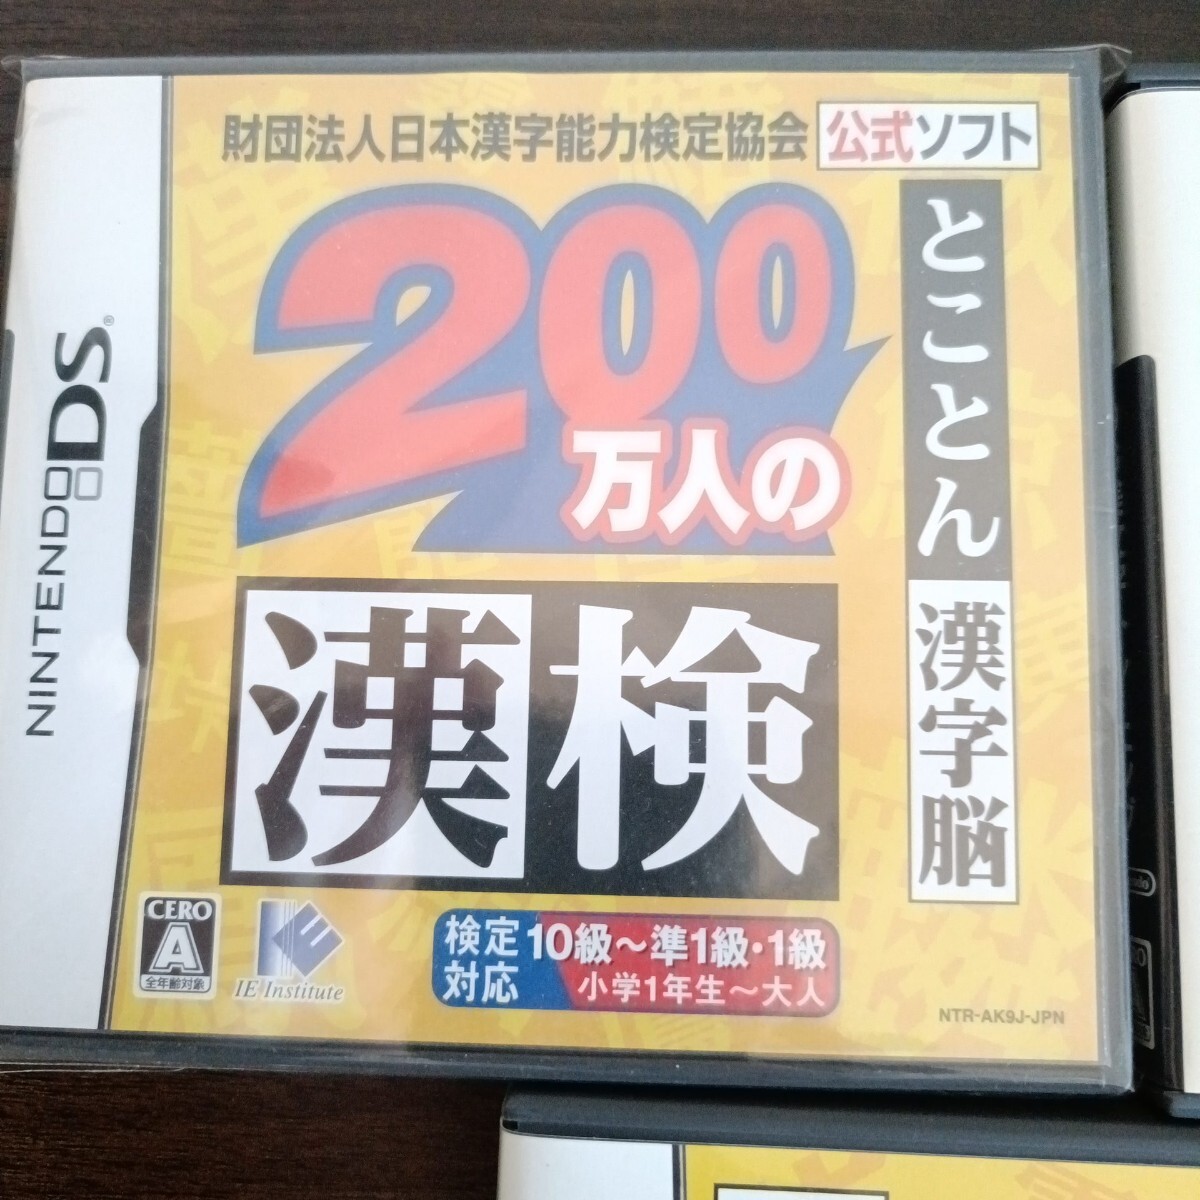 財団法人日本漢字能力検定協会 公式ソフト
200
万人の
漢検
とことん漢字脳
NINTENDO DS®
CERO
A
全年齢対象
IE Institute
検定対応
10級〜準1級・1級
小学1年生〜大人
NTR-AK9J-JPN